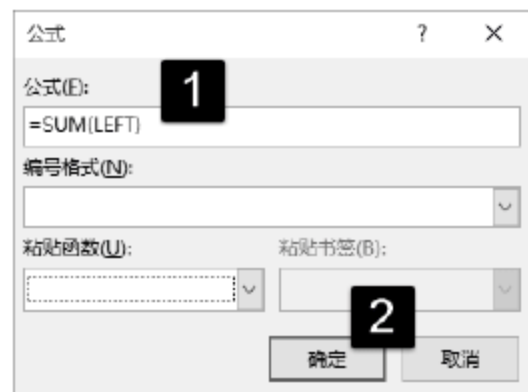 公式 ? ×
公式(F):
1
=SUM(LEFT)
编号格式(N):
粘贴函数(U): 粘贴书签(B):
2
确定 取消